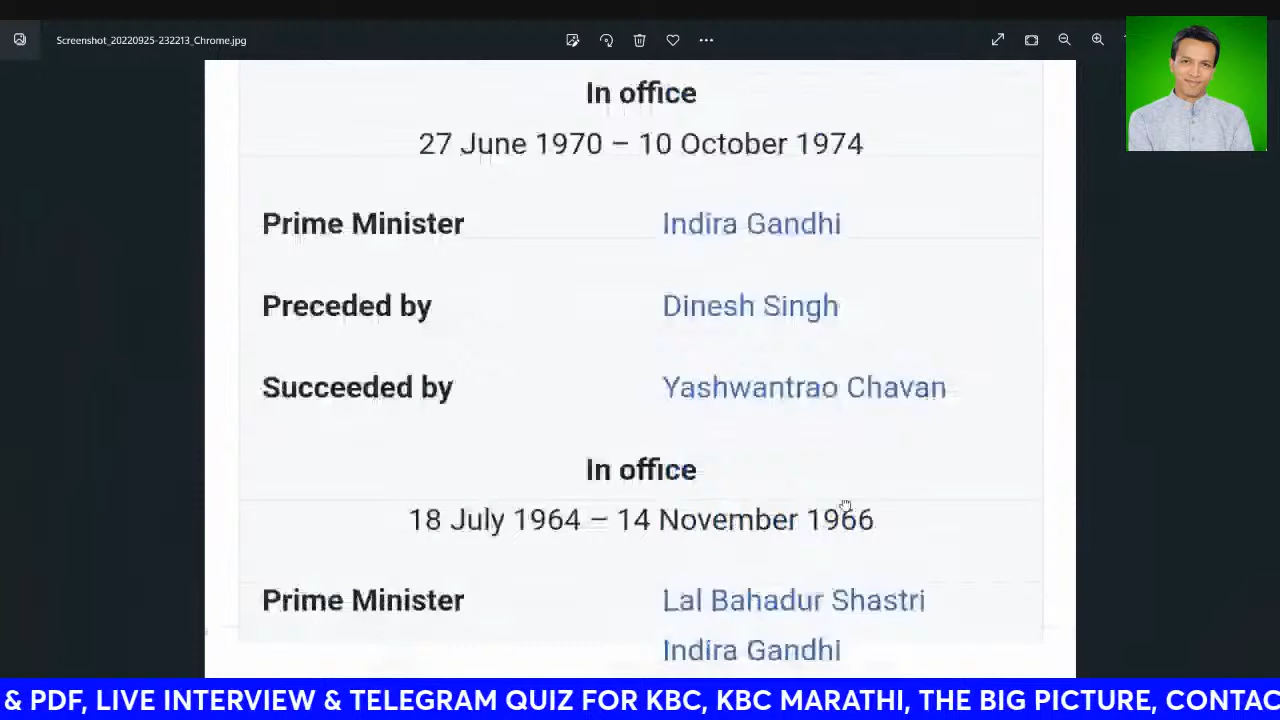 Screenshot_20220925-232213_Chrome.jpg
In office
27 June 1970 – 10 October 1974
Prime Minister Indira Gandhi
Preceded by Dinesh Singh
Succeeded by Yashwantrao Chavan
In office
18 July 1964 – 14 November 1966
Prime Minister Lal Bahadur Shastri
Indira Gandhi
& PDF, LIVE INTERVIEW & TELEGRAM QUIZ FOR KBC, KBC MARATHI, THE BIG PICTURE, CONTAC